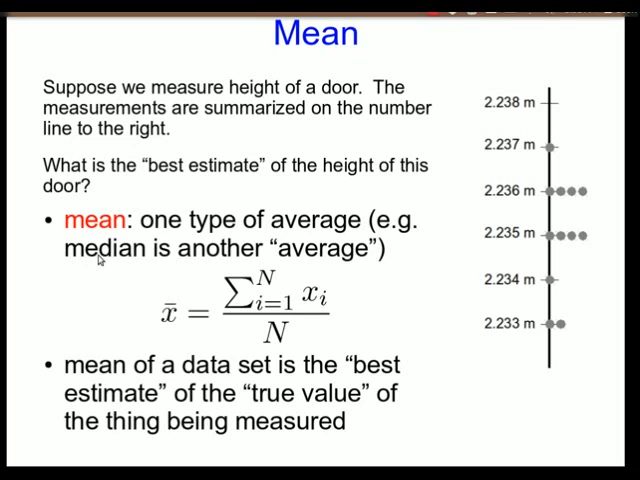 Mean
Suppose we measure height of a door. The
measurements are summarized on the number
line to the right.
What is the “best estimate” of the height of this
door?
• mean: one type of average (e.g.
median is another “average”)
x̄ = ∑_{i=1}^{N} x_i / N
• mean of a data set is the “best
estimate” of the “true value” of
the thing being measured
2.238 m
2.237 m
2.236 m
2.235 m
2.234 m
2.233 m